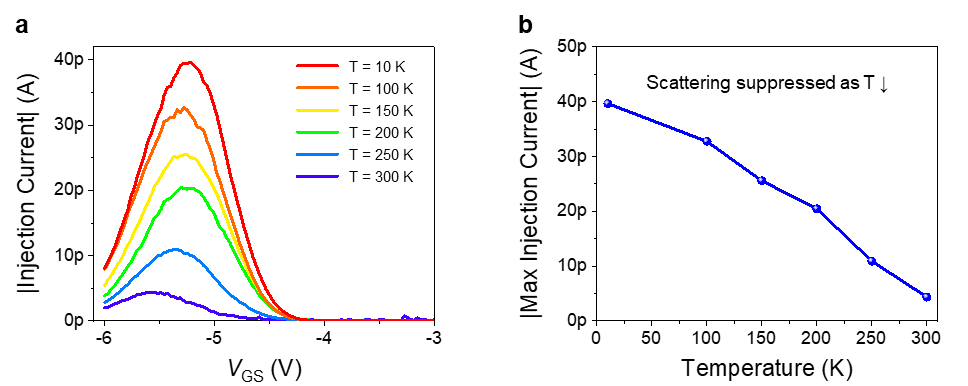 a
|Injection Current| (A)
40p
30p
20p
10p
0p
-6
-5
-4
-3
V_GS (V)
T = 10 K
T = 100 K
T = 150 K
T = 200 K
T = 250 K
T = 300 K
b
|Max Injection Current| (A)
50p
40p
30p
20p
10p
0p
0
50
100
150
200
250
300
Temperature (K)
Scattering suppressed as T ↓